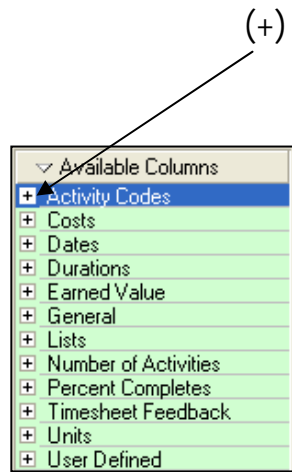 (+)
Available Columns
Activity Codes
Costs
Dates
Durations
Earned Value
General
Lists
Number of Activities
Percent Completes
Timesheet Feedback
Units
User Defined